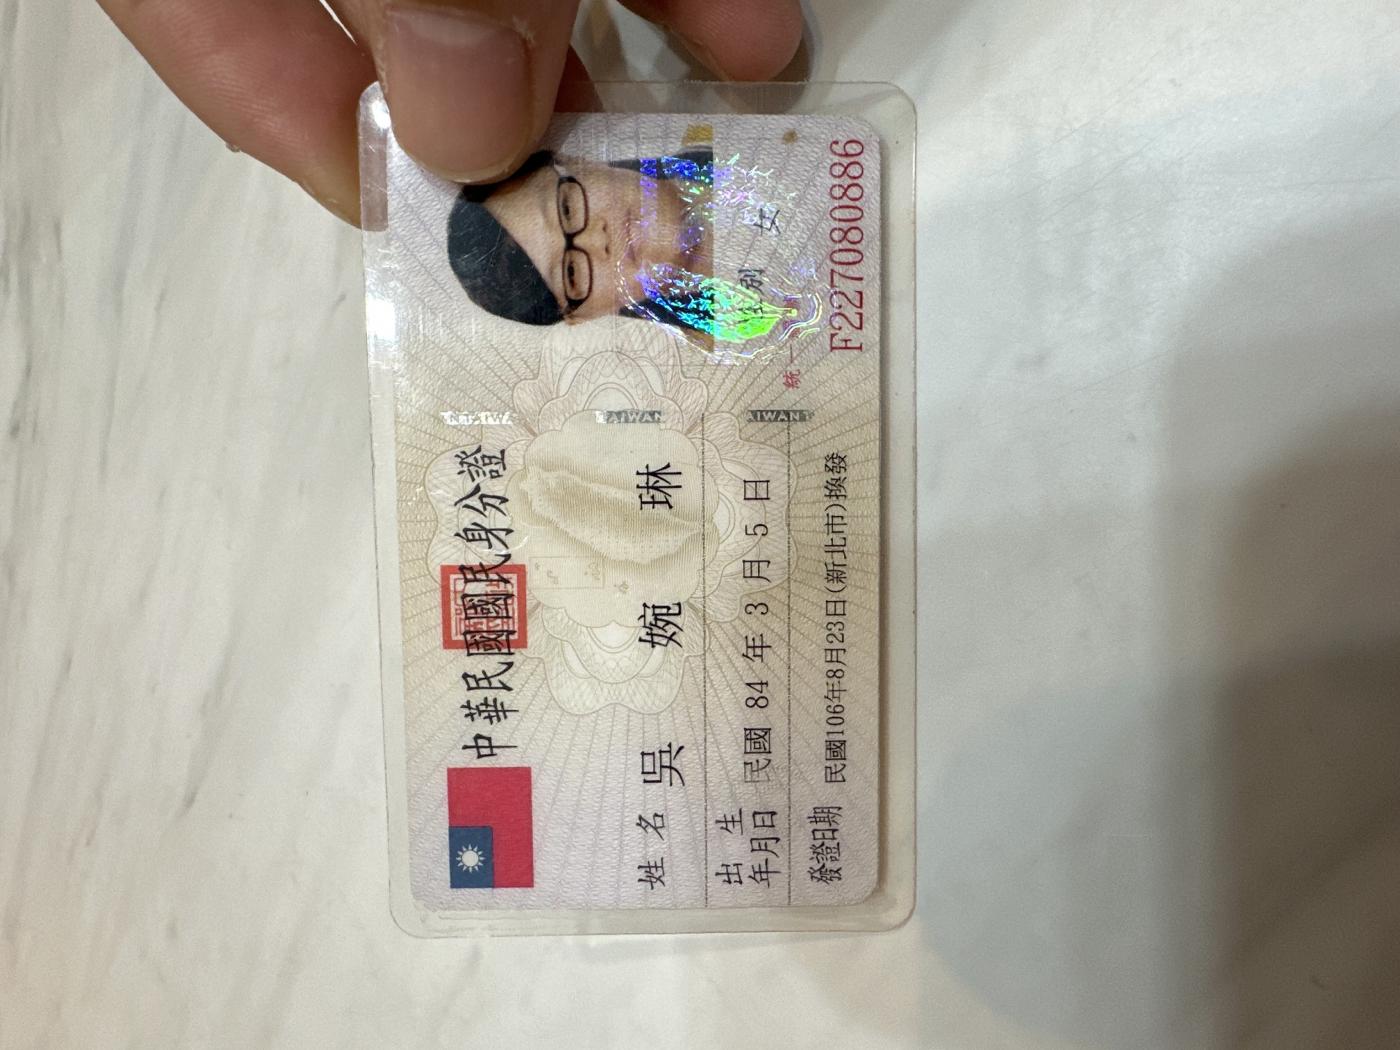 中華民國國民身分證
姓名 吳婉琳
出生年月日 民國 84 年 3 月 5 日
性別 女
發證日期 民國106年8月23日(新北市)換發
統一
F227080886
TAIWAN